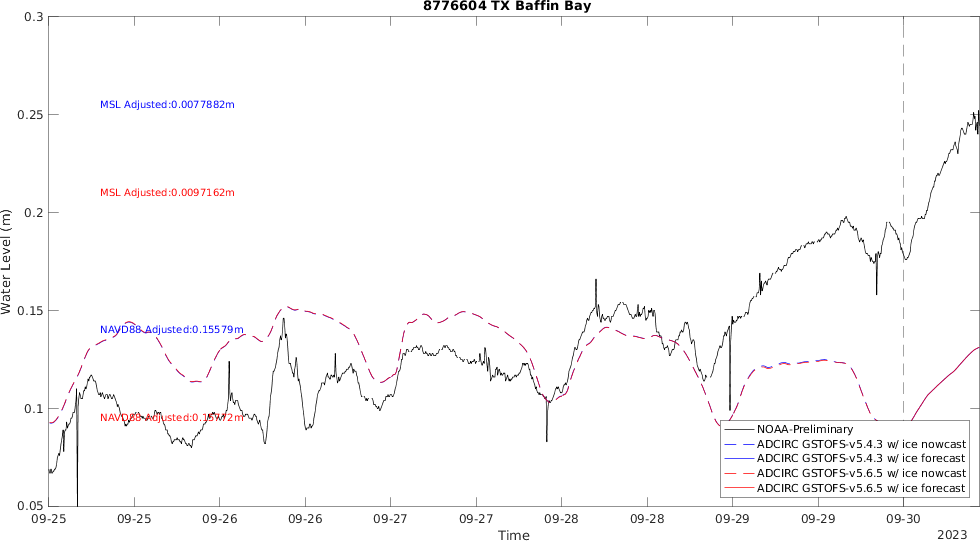 8776604 TX Baffin Bay
0.3
MSL Adjusted:0.0077882m
0.25
MSL Adjusted:0.0097162m
0.2
Water Level (m)
0.15
NAVD88 Adjusted:0.15579m
0.1
NAVD88 Adjusted:0.15772m
NOAA-Preliminary
ADCIRC GSTOFS-v5.4.3 w/ ice nowcast
ADCIRC GSTOFS-v5.4.3 w/ ice forecast
ADCIRC GSTOFS-v5.6.5 w/ ice nowcast
ADCIRC GSTOFS-v5.6.5 w/ ice forecast
0.05
09-25 09-25 09-26 09-26 09-27 09-27 09-28 09-28 09-29 09-29 09-30
Time
2023